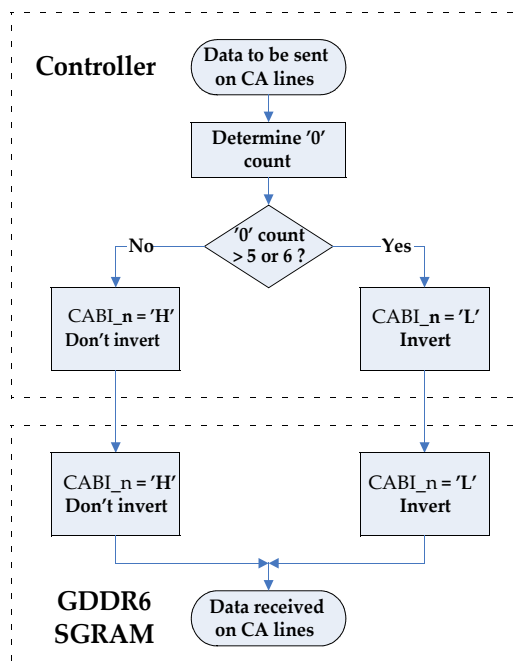 Controller
Data to be sent
on CA lines
Determine ’0’
count
’0’ count
> 5 or 6 ?
No
Yes
CABI_n = ’H’
Don’t invert
CABI_n = ’L’
Invert
CABI_n = ’H’
Don’t invert
CABI_n = ’L’
Invert
GDDR6
SGRAM
Data received
on CA lines